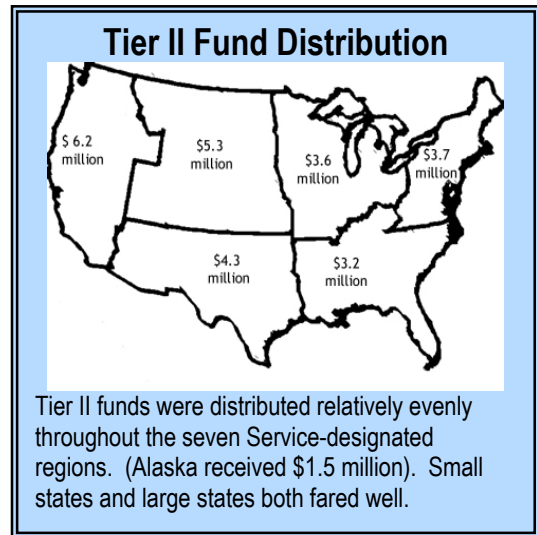 Tier II Fund Distribution
$ 6.2
million
$5.3
million
$3.6
million
$3.7
million
$4.3
million
$3.2
million
Tier II funds were distributed relatively evenly
throughout the seven Service-designated
regions.  (Alaska received $1.5 million).  Small
states and large states both fared well.